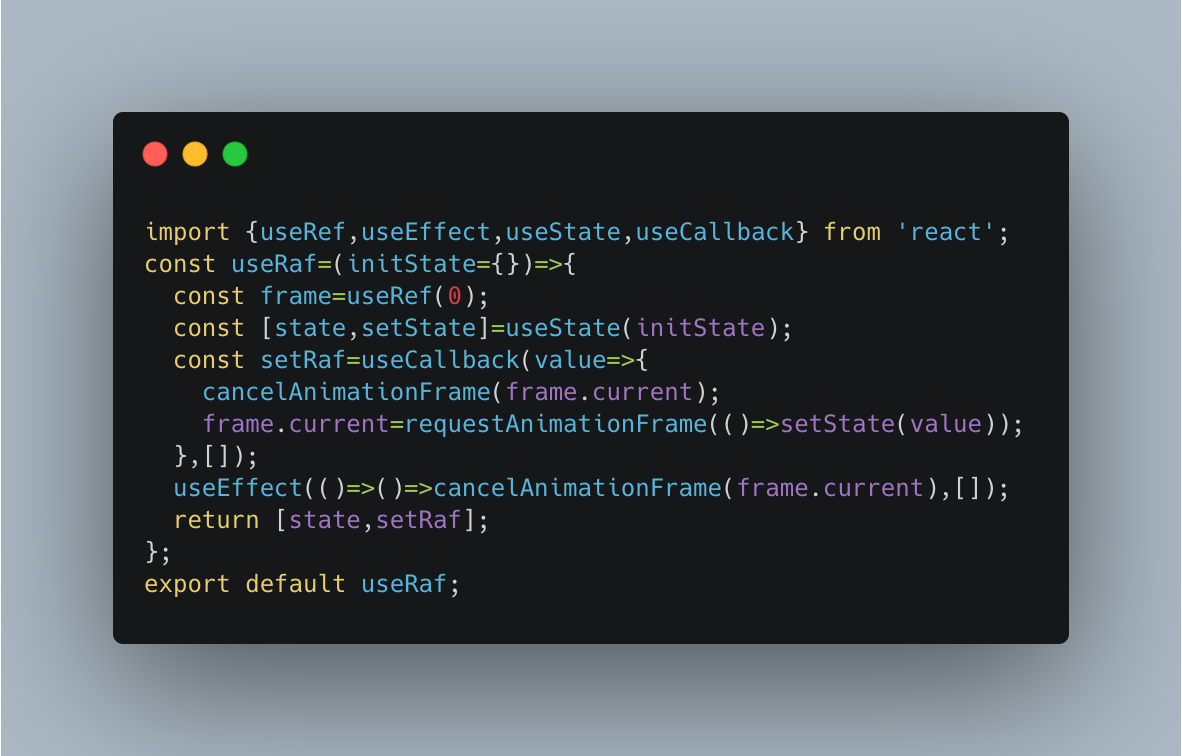 import {useRef,useEffect,useState,useCallback} from 'react';
const useRaf=(initState={})=>{
  const frame=useRef(0);
  const [state,setState]=useState(initState);
  const setRaf=useCallback(value=>{
    cancelAnimationFrame(frame.current);
    frame.current=requestAnimationFrame(()=>setState(value));
  },[]);
  useEffect(()=>()=>cancelAnimationFrame(frame.current),[]);
  return [state,setRaf];
};
export default useRaf;